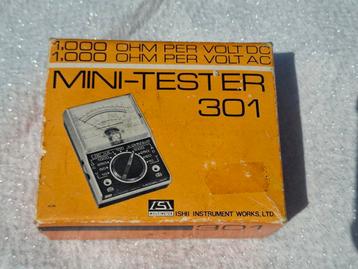 1,000 OHM PER VOLT DC
1,000 OHM PER VOLT AC
MINI-TESTER
301
ISI
ISHII INSTRUMENT WORKS, LTD.
301